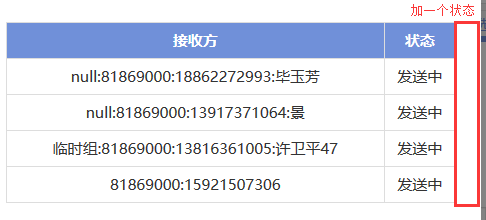 加一个状态
接收方 状态
null:81869000:18862272993:毕玉芳 发送中
null:81869000:13917371064:景 发送中
临时组:81869000:13816361005:许卫平47 发送中
81869000:15921507306 发送中